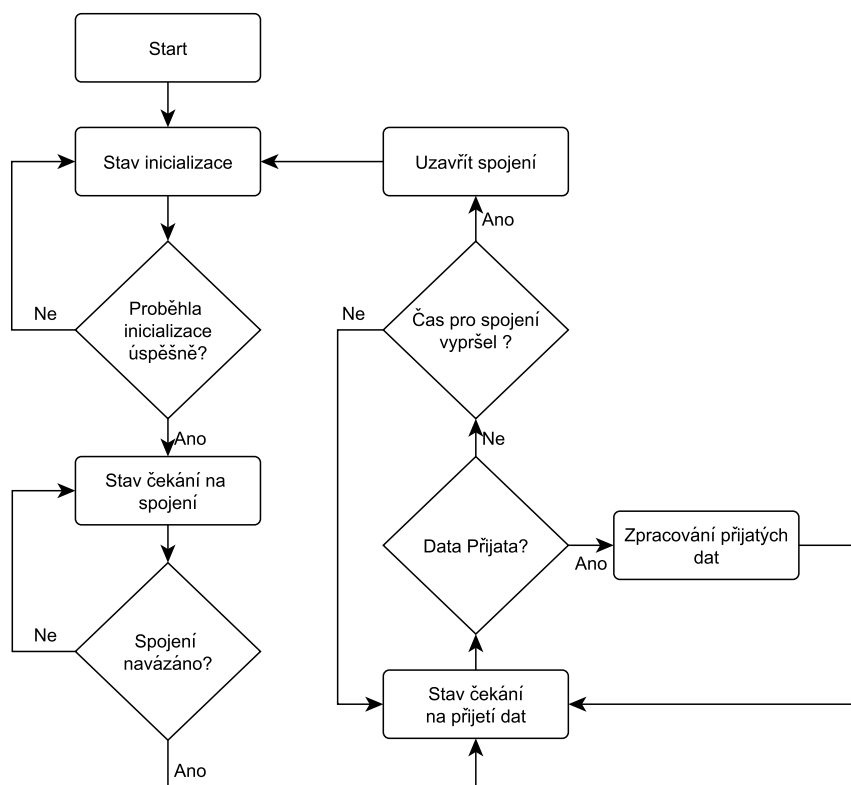 Start
Stav inicializace
Uzavřít spojení
Ano
Ne
Proběhla
inicializace
úspěšně?
Ne
Čas pro spojení
vypršel ?
Ano
Ne
Stav čekání na
spojení
Data Přijata?
Zpracování přijatých
dat
Ano
Ne
Spojení
navázáno?
Stav čekání
na přijetí dat
Ano